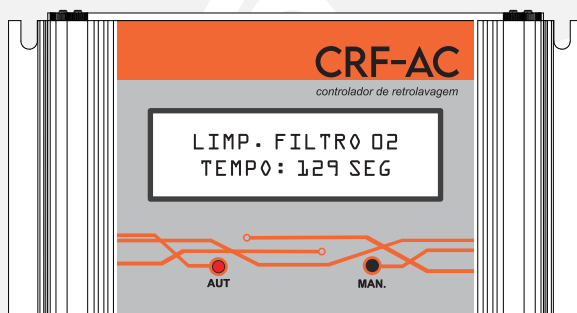 CRF-AC
controlador de retrolavagem
LIMP. FILTRO 02
TEMPO: 129 SEG
AUT MAN.